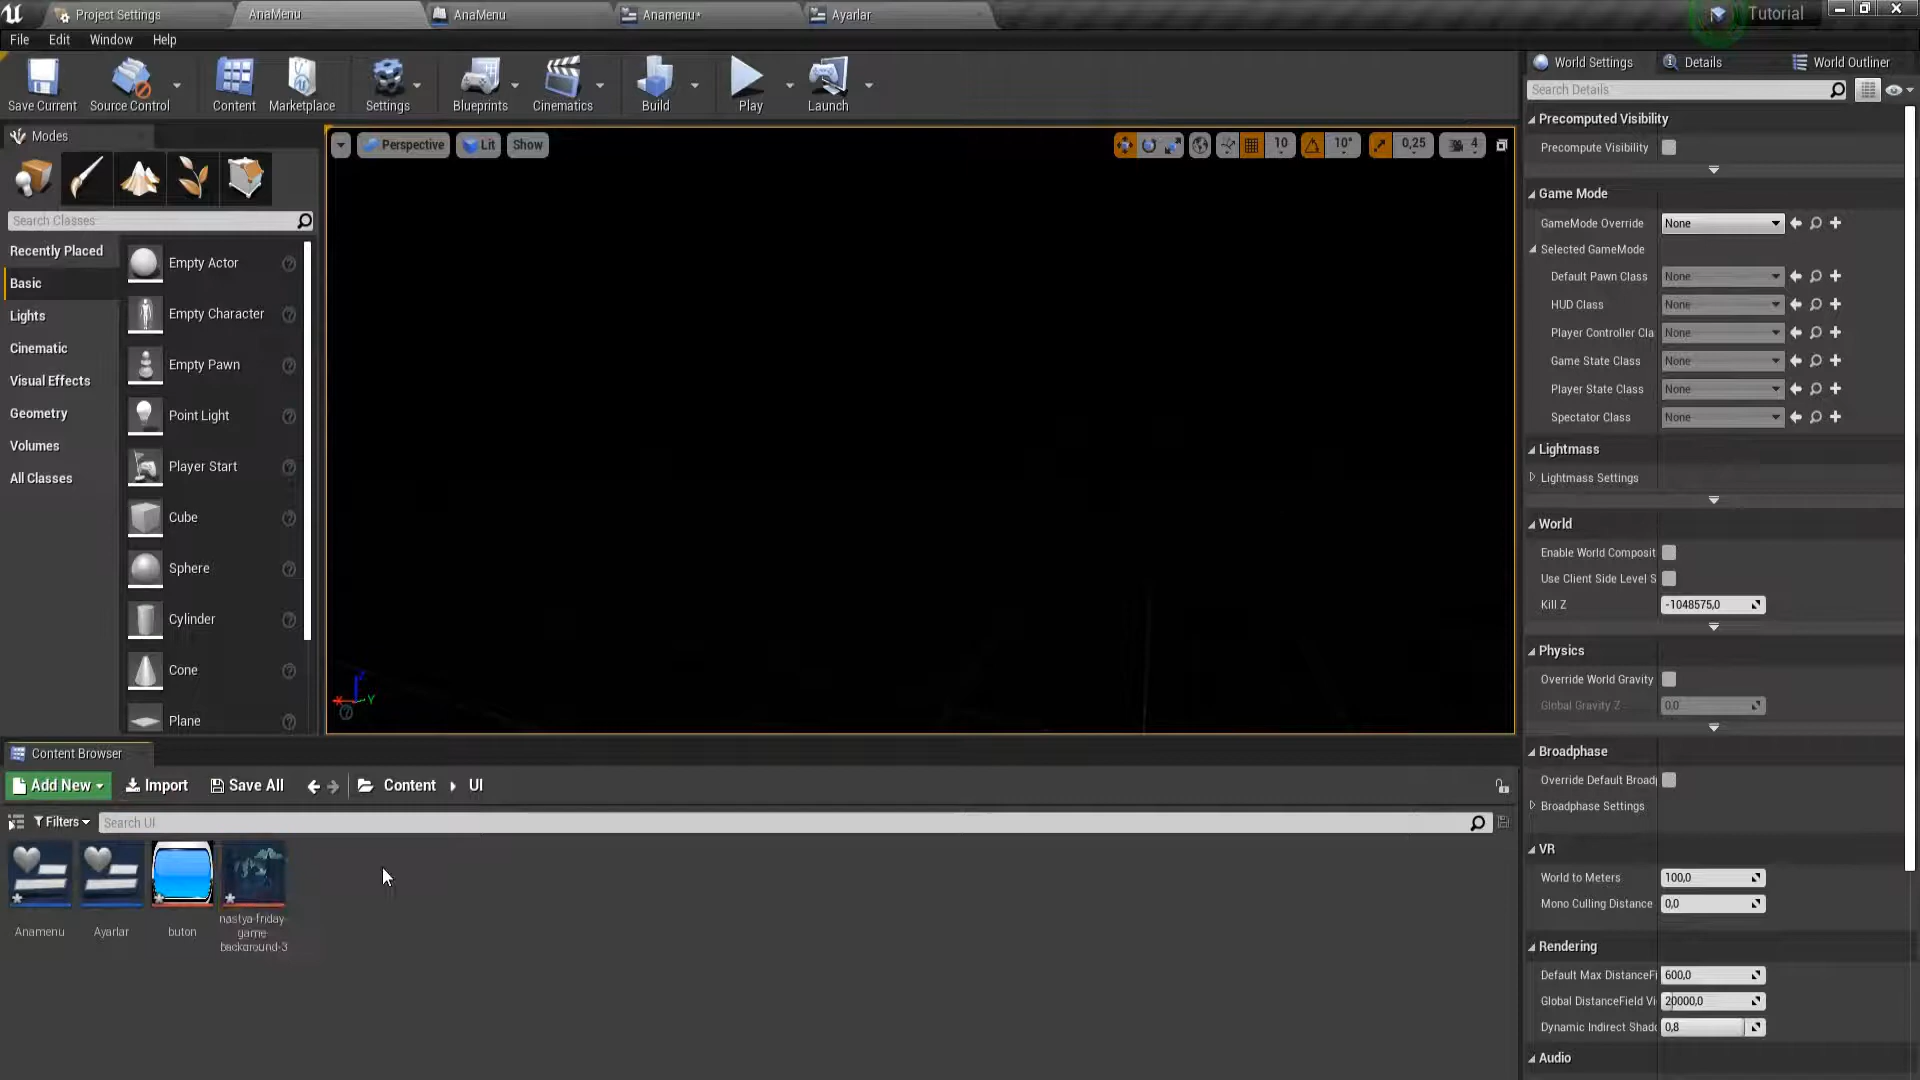 Project Settings
AnaMenu
AnaMenu
Anamenu*
Ayarlar
Tutorial
File
Edit
Window
Help
Save Current
Source Control
Content
Marketplace
Settings
Blueprints
Cinematics
Build
Play
Launch
World Settings
Details
World Outliner
Search Details
Modes
Search Classes
Recently Placed
Basic
Lights
Cinematic
Visual Effects
Geometry
Volumes
All Classes
Empty Actor
Empty Character
Empty Pawn
Point Light
Player Start
Cube
Sphere
Cylinder
Cone
Plane
Perspective
Lit
Show
10
10°
0,25
4
Y
Precomputed Visibility
Precompute Visibility
Game Mode
GameMode Override
None
Selected GameMode
Default Pawn Class
None
HUD Class
None
Player Controller Cla
None
Game State Class
None
Player State Class
None
Spectator Class
None
Lightmass
Lightmass Settings
World
Enable World Composit
Use Client Side Level S
Kill Z
-1048575,0
Physics
Override World Gravity
Global Gravity Z
0,0
Broadphase
Override Default Broad
Broadphase Settings
VR
World to Meters
100,0
Mono Culling Distance
0,0
Rendering
Default Max DistanceFi
600,0
Global DistanceField Vi
20000,0
Dynamic Indirect Shado
0,8
Audio
Content Browser
Add New
Import
Save All
Content
UI
Filters
Search UI
Anamenu
Ayarlar
buton
nastya-friday-
game-
background-3